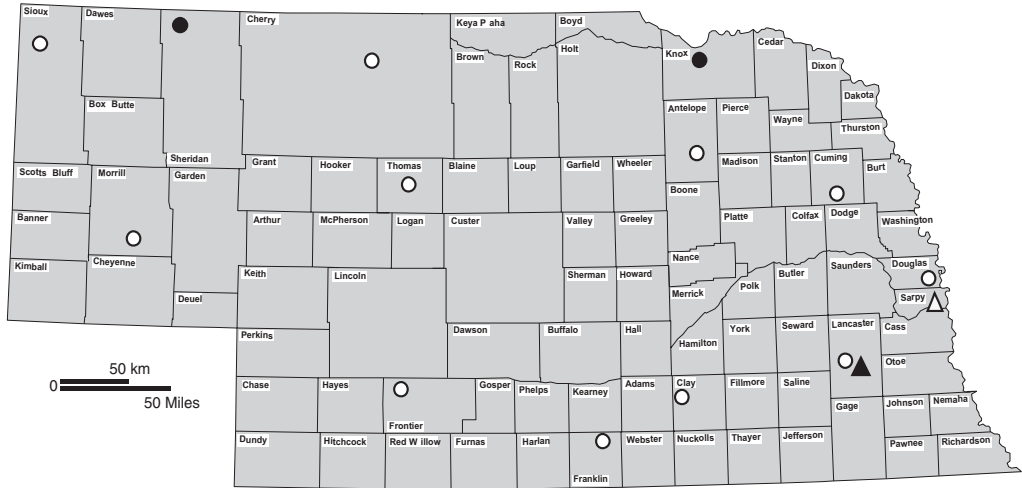 Sioux
Dawes
Cherry
Keya P aha
Boyd
Brown
Rock
Holt
Knox
Cedar
Dixon
Dakota
Box Butte
Sheridan
Antelope
Pierce
Wayne
Thurston
Scotts Bluff
Morrill
Garden
Grant
Hooker
Thomas
Blaine
Loup
Garfield
Wheeler
Boone
Madison
Stanton
Cuming
Burt
Banner
Arthur
McPherson
Logan
Custer
Valley
Greeley
Platte
Colfax
Dodge
Washington
Kimball
Cheyenne
Deuel
Keith
Lincoln
Sherman
Howard
Nance
Merrick
Polk
Butler
Saunders
Douglas
Sarpy
Perkins
Dawson
Buffalo
Hall
Hamilton
York
Seward
Lancaster
Cass
Otoe
Chase
Hayes
Frontier
Gosper
Phelps
Kearney
Adams
Clay
Fillmore
Saline
Gage
Johnson
Nemaha
Dundy
Hitchcock
Red W illow
Furnas
Harlan
Franklin
Webster
Nuckolls
Thayer
Jefferson
Pawnee
Richardson
50 km
0
50 Miles